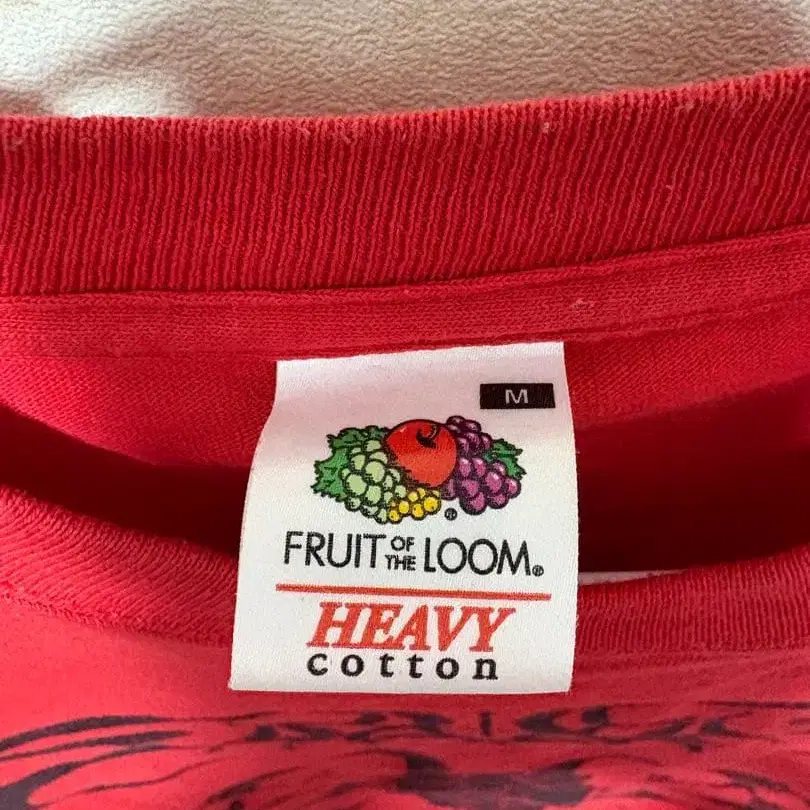 M
FRUIT OF THE LOOM®
HEAVY
cotton